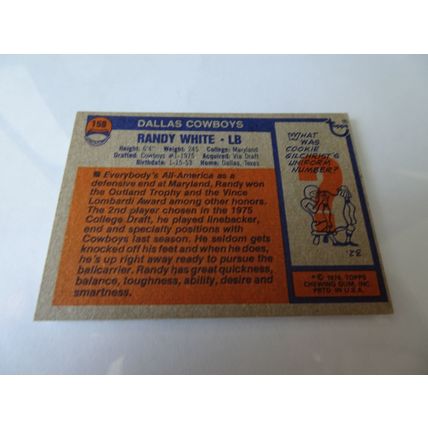 158
DALLAS COWBOYS
RANDY WHITE - LB
Height: 6'4" Weight: 245 College: Maryland
Drafted: Cowboys #1-1975 Acquired: Via Draft
Birthdate: 1-15-53 Home: Dallas, Texas
Everybody's All-America as a
defensive end at Maryland, Randy won
the Outland Trophy and the Vince
Lombardi Award among other honors.
The 2nd player chosen in the 1975
College Draft, he played linebacker,
end and specialty positions with
Cowboys last season. He seldom gets
knocked off his feet and when he does,
he's up right away ready to pursue the
ballcarrier. Randy has great quickness,
balance, toughness, ability, desire and
smartness.
WHAT
WAS
COOKIE
GILCHRIST'S
UNIFORM
NUMBER?
'32
© 1976 TOPPS
CHEWING GUM, INC.
PRTD. IN U.S.A.